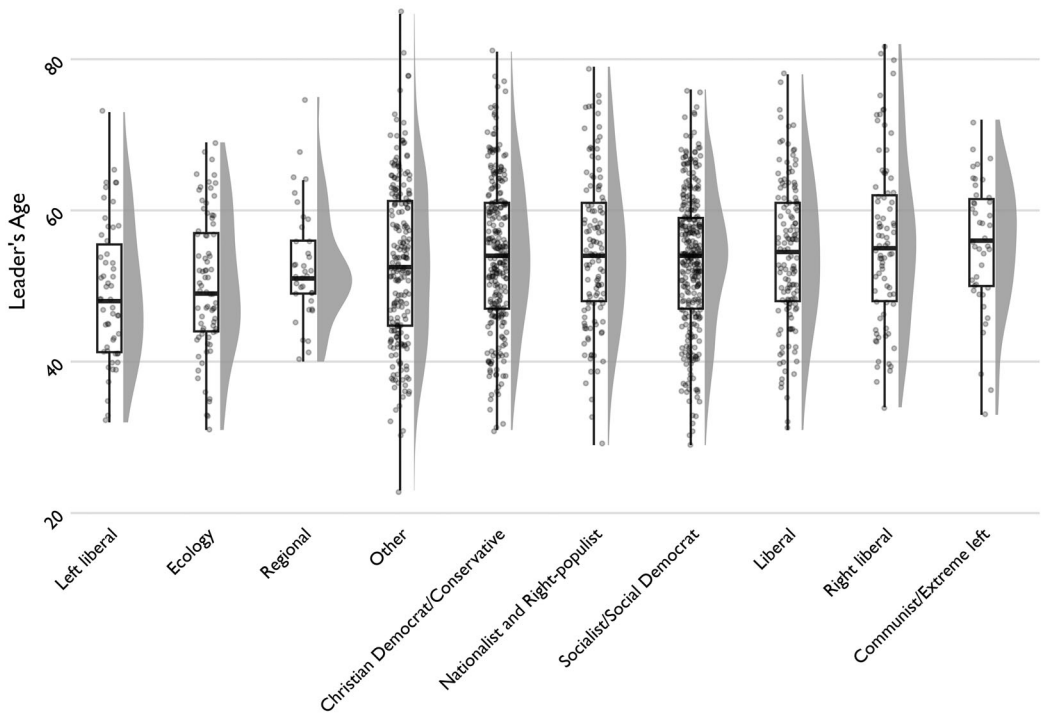 Leader's Age
80
60
40
20
Left liberal
Ecology
Regional
Other
Christian Democrat/Conservative
Nationalist and Right-populist
Socialist/Social Democrat
Liberal
Right liberal
Communist/Extreme left